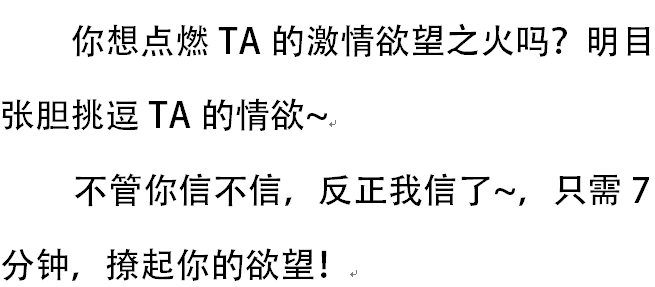 你想点燃 TA 的激情欲望之火吗？明目
张胆挑逗 TA 的情欲~
不管你信不信，反正我信了~，只需 7
分钟，撩起你的欲望！